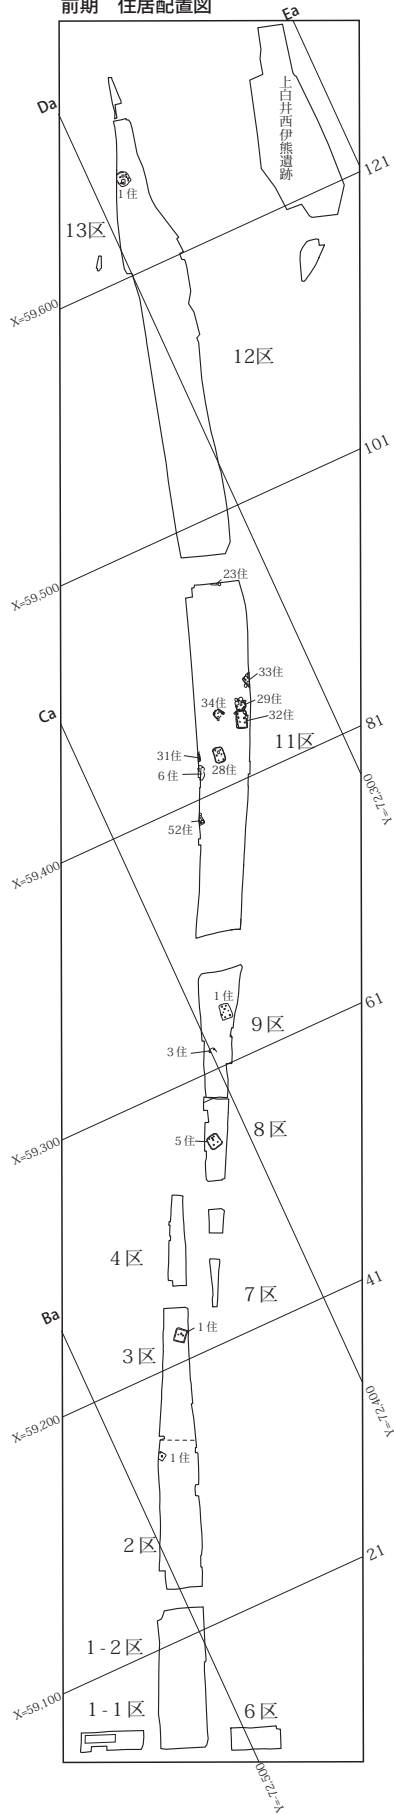 前期　住居配置図
Ea
Da
上白井西伊熊遺跡
121
1住
13区
X=59,600
12区
101
23住
X=59,500
33住
34住
29住
32住
Ca
81
11区
31住
6住
28住
Y=-72,300
52住
X=59,400
1住
61
9区
3住
8区
5住
X=59,300
4区
41
7区
Ba
1住
3区
Y=-72,400
X=59,200
1住
2区
21
1-2区
X=59,100
1-1区
6区
Y=-72,500